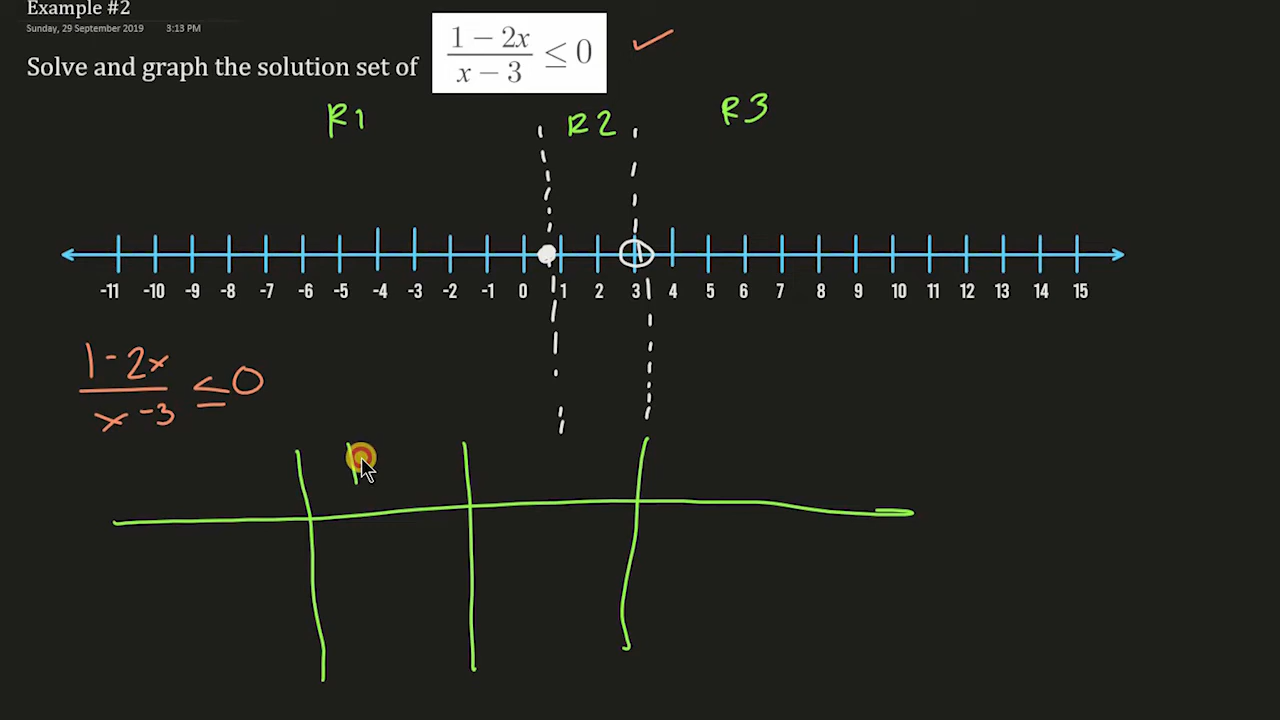 Example #2
Sunday, 29 September 2019 3:13 PM
Solve and graph the solution set of (1 − 2x)/(x − 3) ≤ 0
R1 R2 R3
-11 -10 -9 -8 -7 -6 -5 -4 -3 -2 -1 0 1 2 3 4 5 6 7 8 9 10 11 12 13 14 15
(1-2x)/(x-3) ≤ 0